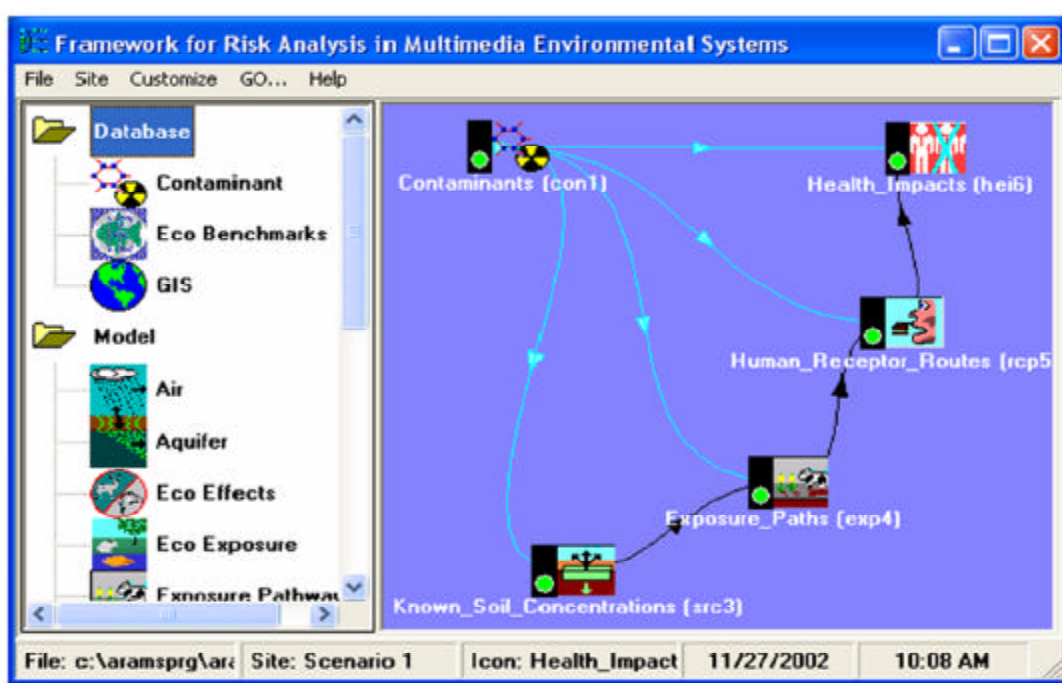 Framework for Risk Analysis in Multimedia Environmental Systems
File Site Customize GO... Help
Database
Contaminant
Eco Benchmarks
GIS
Model
Air
Aquifer
Eco Effects
Eco Exposure
Exposure Pathway
Contaminants (con1)
Health_Impacts (hei6)
Human_Receptor_Routes (rcp5
Exposure_Paths (exp4)
Known_Soil_Concentrations (src3)
File: c:\aramsprg\ara Site: Scenario 1 Icon: Health_Impact 11/27/2002 10:08 AM